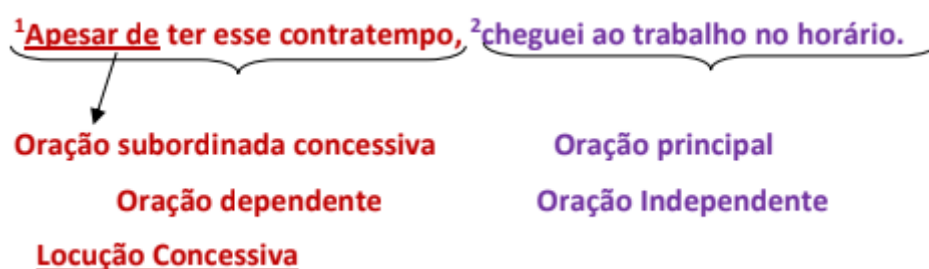 ¹Apesar de ter esse contratempo, ²cheguei ao trabalho no horário.
Oração subordinada concessiva Oração principal
Oração dependente Oração Independente
Locução Concessiva